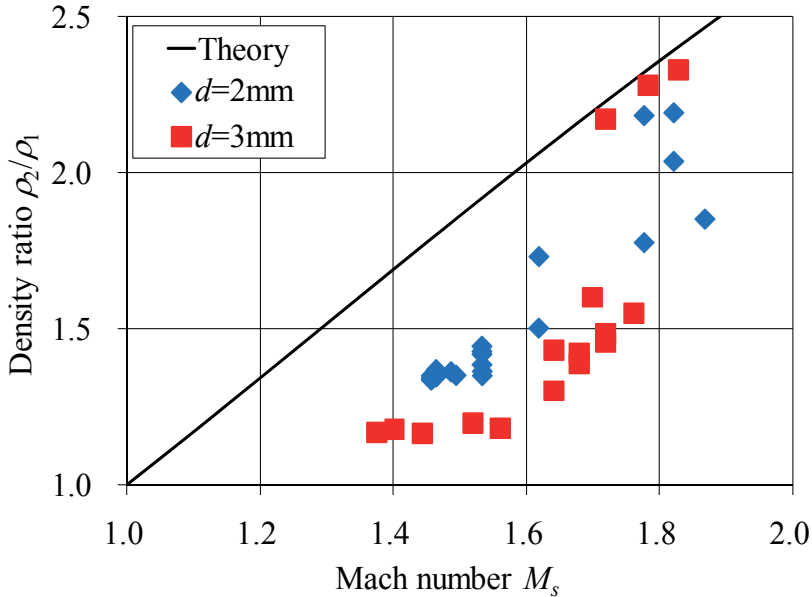 2.5
2.0
1.5
1.0
Density ratio ρ₂/ρ₁
Theory
d=2mm
d=3mm
1.0 1.2 1.4 1.6 1.8 2.0
Mach number Mₛ